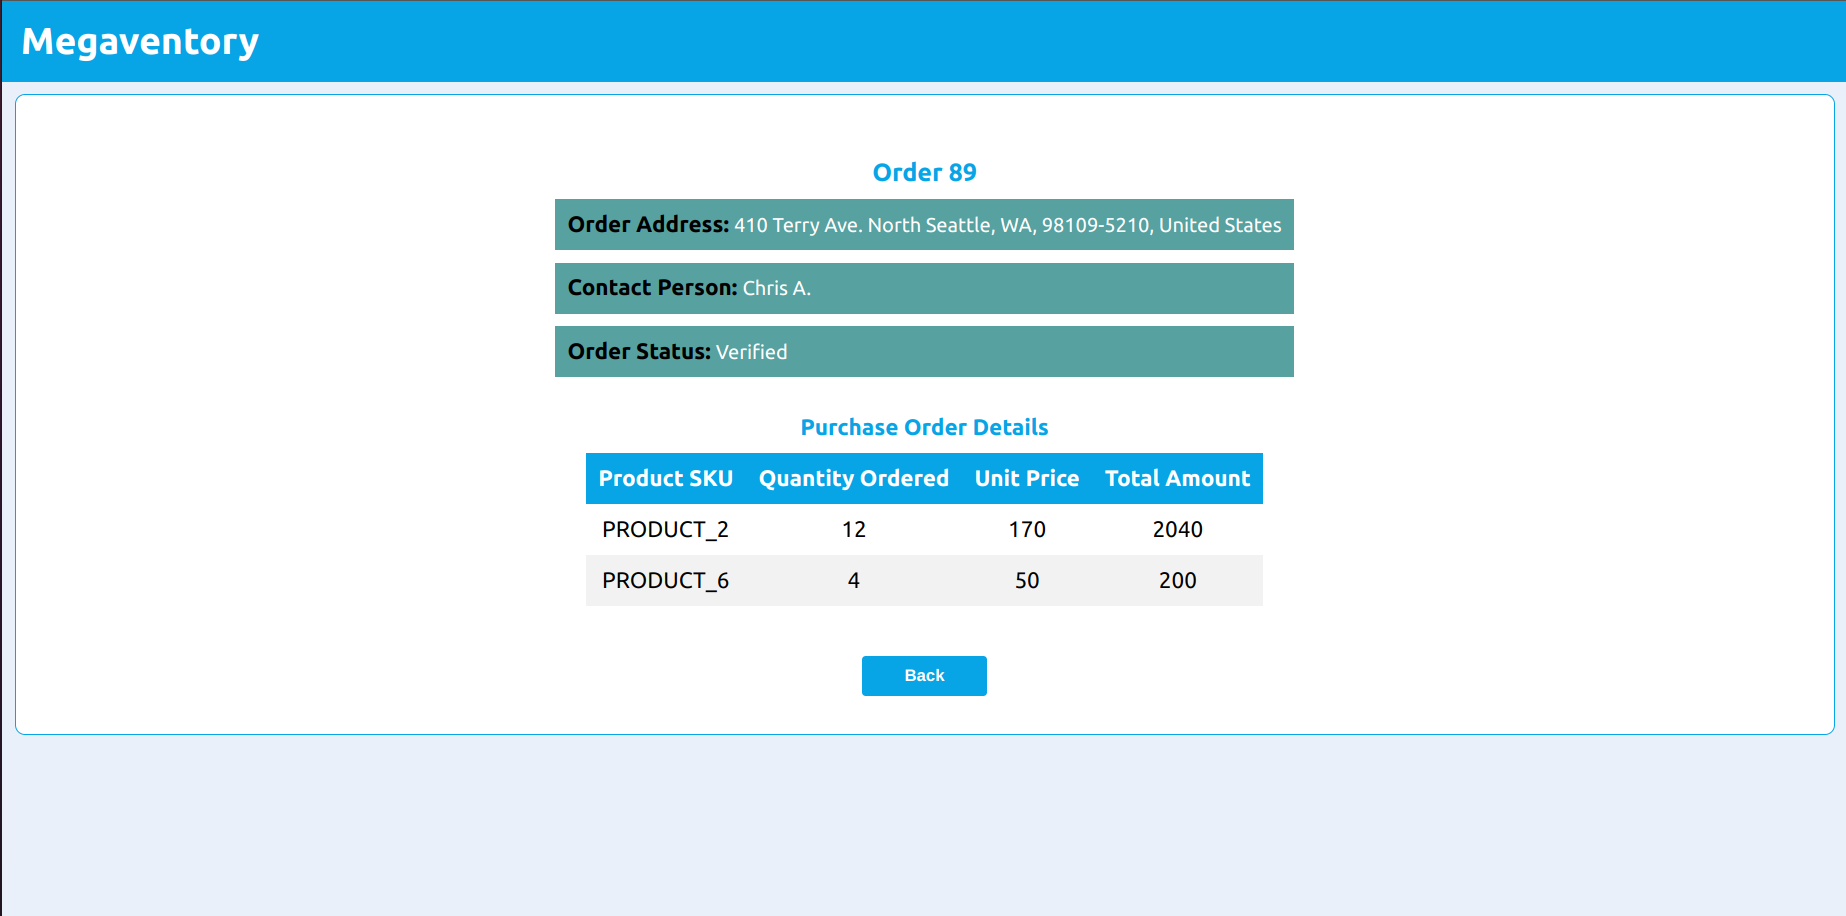 Megaventory
Order 89
Order Address: 410 Terry Ave. North Seattle, WA, 98109-5210, United States
Contact Person: Chris A.
Order Status: Verified
Purchase Order Details
Product SKU Quantity Ordered Unit Price Total Amount
PRODUCT_2 12 170 2040
PRODUCT_6 4 50 200
Back